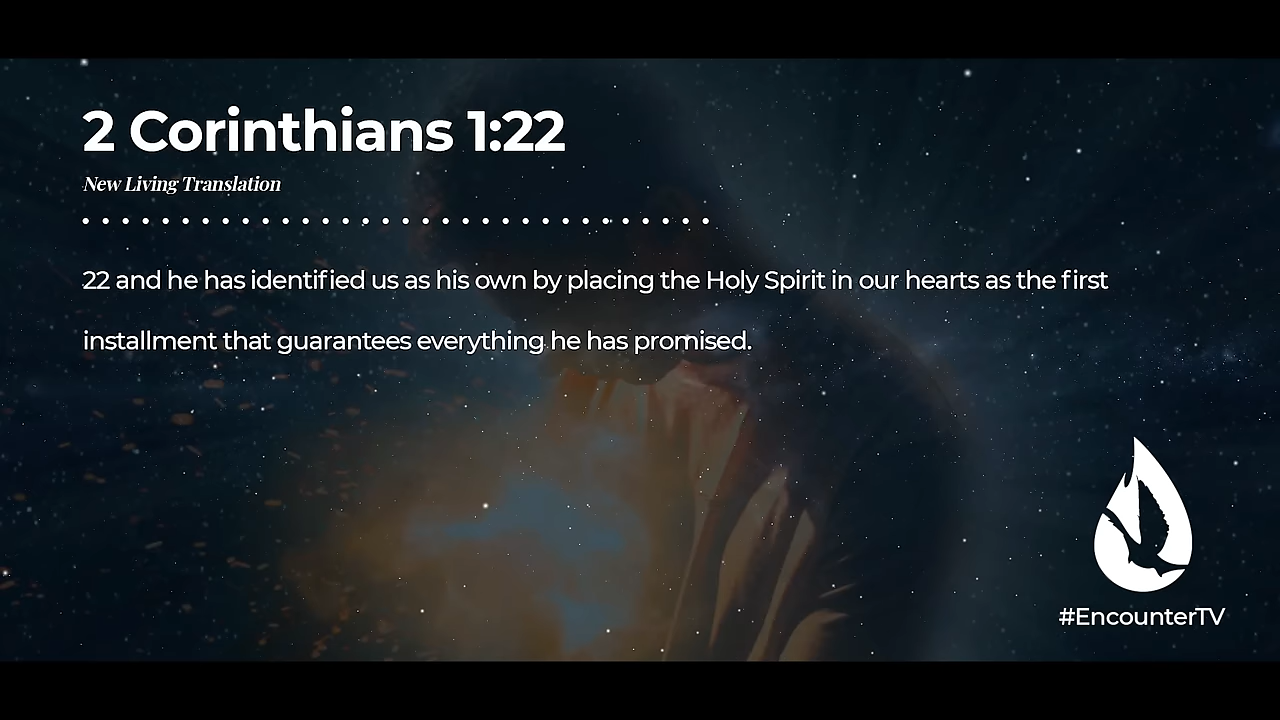 2 Corinthians 1:22
New Living Translation
22 and he has identified us as his own by placing the Holy Spirit in our hearts as the first
installment that guarantees everything he has promised.
#EncounterTV